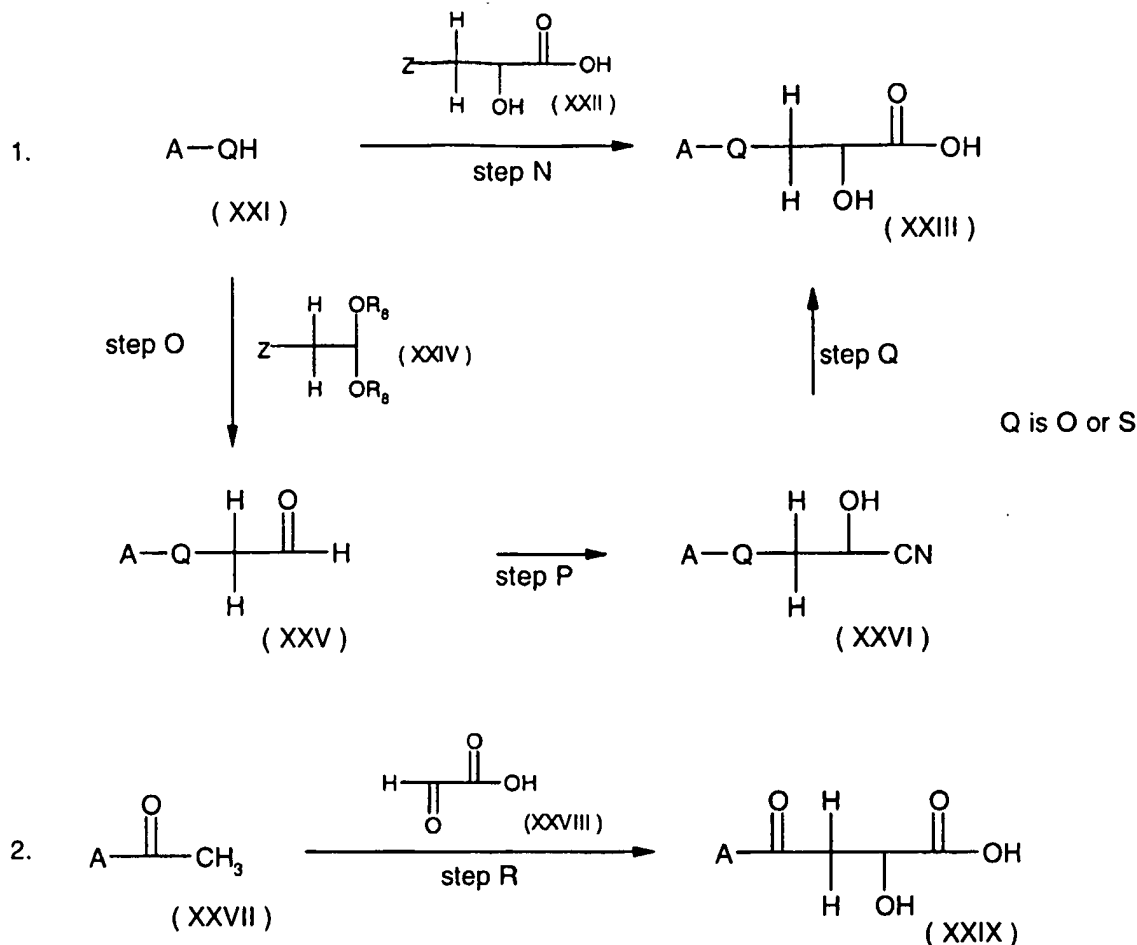 H O
Z OH
H OH (XXII)
1. A—QH
step N
H O
A—Q OH
H OH
(XXI)
(XXIII)
step O
H OR₈
Z (XXIV)
H OR₈
step Q
Q is O or S
H O
A—Q H
H
(XXV)
step P
H OH
A—Q CN
H
(XXVI)
2. O
A CH₃
(XXVII)
O
H OH
O (XXVIII)
step R
O H O
A OH
H OH
(XXIX)